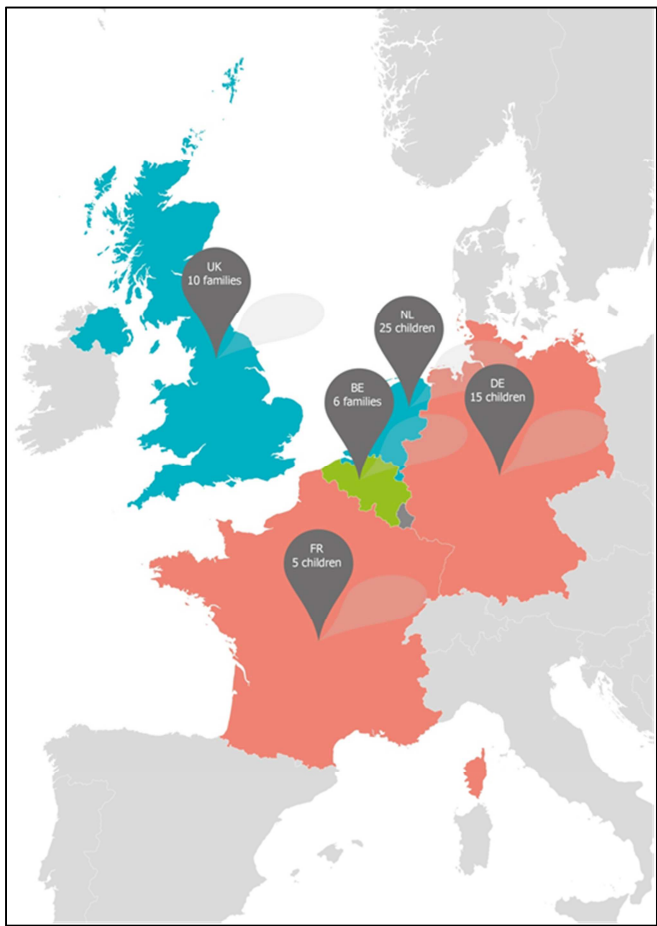 UK
10 families
NL
25 children
BE
6 families
DE
15 children
FR
5 children